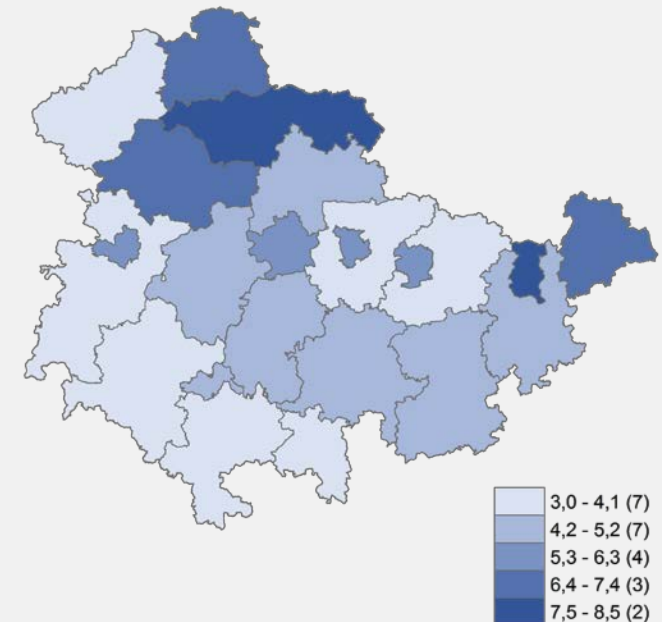 3,0 - 4,1 (7)
4,2 - 5,2 (7)
5,3 - 6,3 (4)
6,4 - 7,4 (3)
7,5 - 8,5 (2)